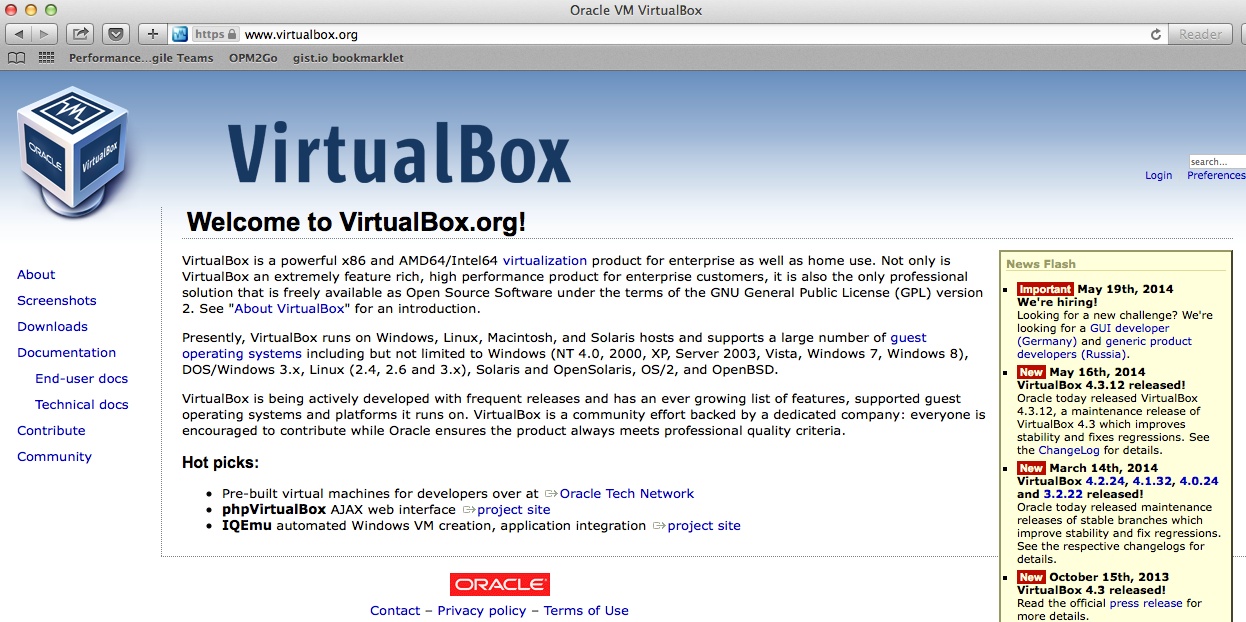 Oracle VM VirtualBox
https www.virtualbox.org
Reader
Performance...gile Teams OPM2Go gist.io bookmarklet
VM
ORACLE
VirtualBox
VirtualBox
search...
Login Preferences
Welcome to VirtualBox.org!
About
Screenshots
Downloads
Documentation
End-user docs
Technical docs
Contribute
Community
VirtualBox is a powerful x86 and AMD64/Intel64 virtualization product for enterprise as well as home use. Not only is
VirtualBox an extremely feature rich, high performance product for enterprise customers, it is also the only professional
solution that is freely available as Open Source Software under the terms of the GNU General Public License (GPL) version
2. See "About VirtualBox" for an introduction.
Presently, VirtualBox runs on Windows, Linux, Macintosh, and Solaris hosts and supports a large number of guest
operating systems including but not limited to Windows (NT 4.0, 2000, XP, Server 2003, Vista, Windows 7, Windows 8),
DOS/Windows 3.x, Linux (2.4, 2.6 and 3.x), Solaris and OpenSolaris, OS/2, and OpenBSD.
VirtualBox is being actively developed with frequent releases and has an ever growing list of features, supported guest
operating systems and platforms it runs on. VirtualBox is a community effort backed by a dedicated company: everyone is
encouraged to contribute while Oracle ensures the product always meets professional quality criteria.
Hot picks:
• Pre-built virtual machines for developers over at Oracle Tech Network
• phpVirtualBox AJAX web interface project site
• IQEmu automated Windows VM creation, application integration project site
News Flash
Important May 19th, 2014
We're hiring!
Looking for a new challenge? We're
looking for a GUI developer
(Germany) and generic product
developers (Russia).
New May 16th, 2014
VirtualBox 4.3.12 released!
Oracle today released VirtualBox
4.3.12, a maintenance release of
VirtualBox 4.3 which improves
stability and fixes regressions. See
the ChangeLog for details.
New March 14th, 2014
VirtualBox 4.2.24, 4.1.32, 4.0.34
and 3.2.22 released!
Oracle today released maintenance
releases of stable branches which
improve stability and fix regressions.
See the respective changelogs for
details.
New October 15th, 2013
VirtualBox 4.3 released!
Read the official press release for
more details.
ORACLE
Contact – Privacy policy – Terms of Use